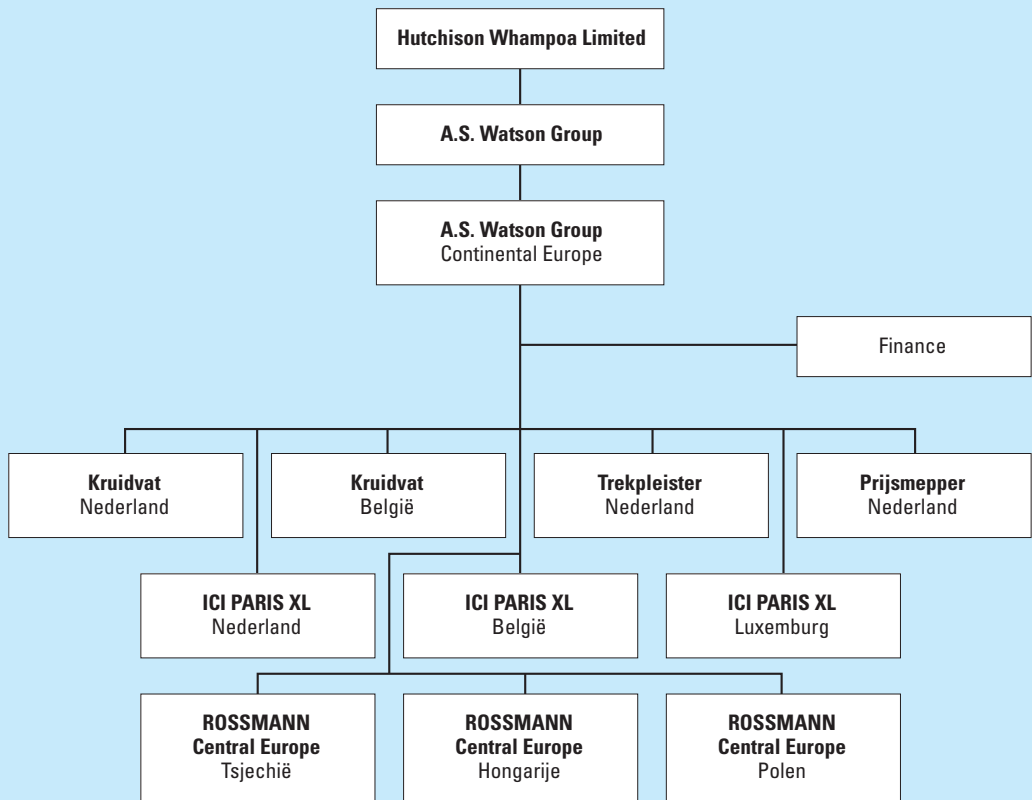 Hutchison Whampoa Limited
A.S. Watson Group
A.S. Watson Group
Continental Europe
Finance
Kruidvat
Nederland
Kruidvat
België
Trekpleister
Nederland
Prijsmepper
Nederland
ICI PARIS XL
Nederland
ICI PARIS XL
België
ICI PARIS XL
Luxemburg
ROSSMANN
Central Europe
Tsjechië
ROSSMANN
Central Europe
Hongarije
ROSSMANN
Central Europe
Polen